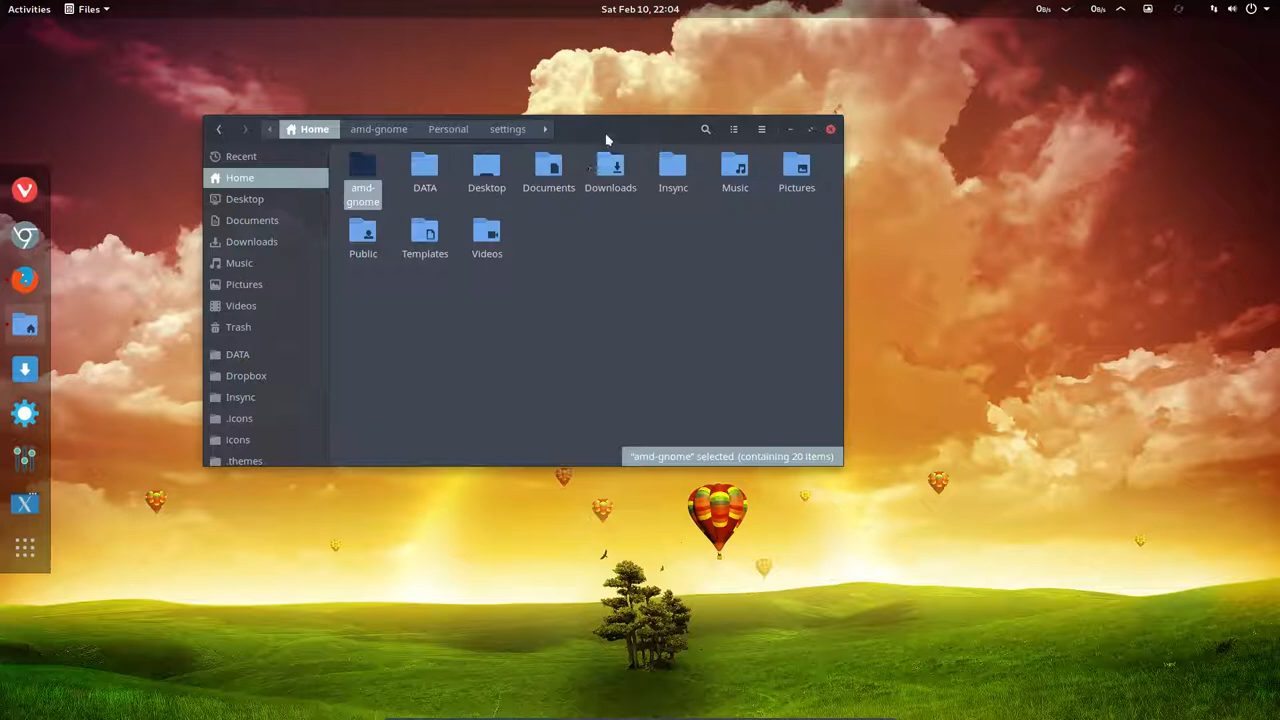 Activities Files Sat Feb 10, 22:04 0B/s 0B/s
Home amd-gnome Personal settings
Recent
Home
Desktop
Documents
Downloads
Music
Pictures
Videos
Trash
DATA
Dropbox
Insync
.icons
icons
.themes
amd-gnome DATA Desktop Documents Downloads Insync Music Pictures
Public Templates Videos
"amd-gnome" selected (containing 20 items)